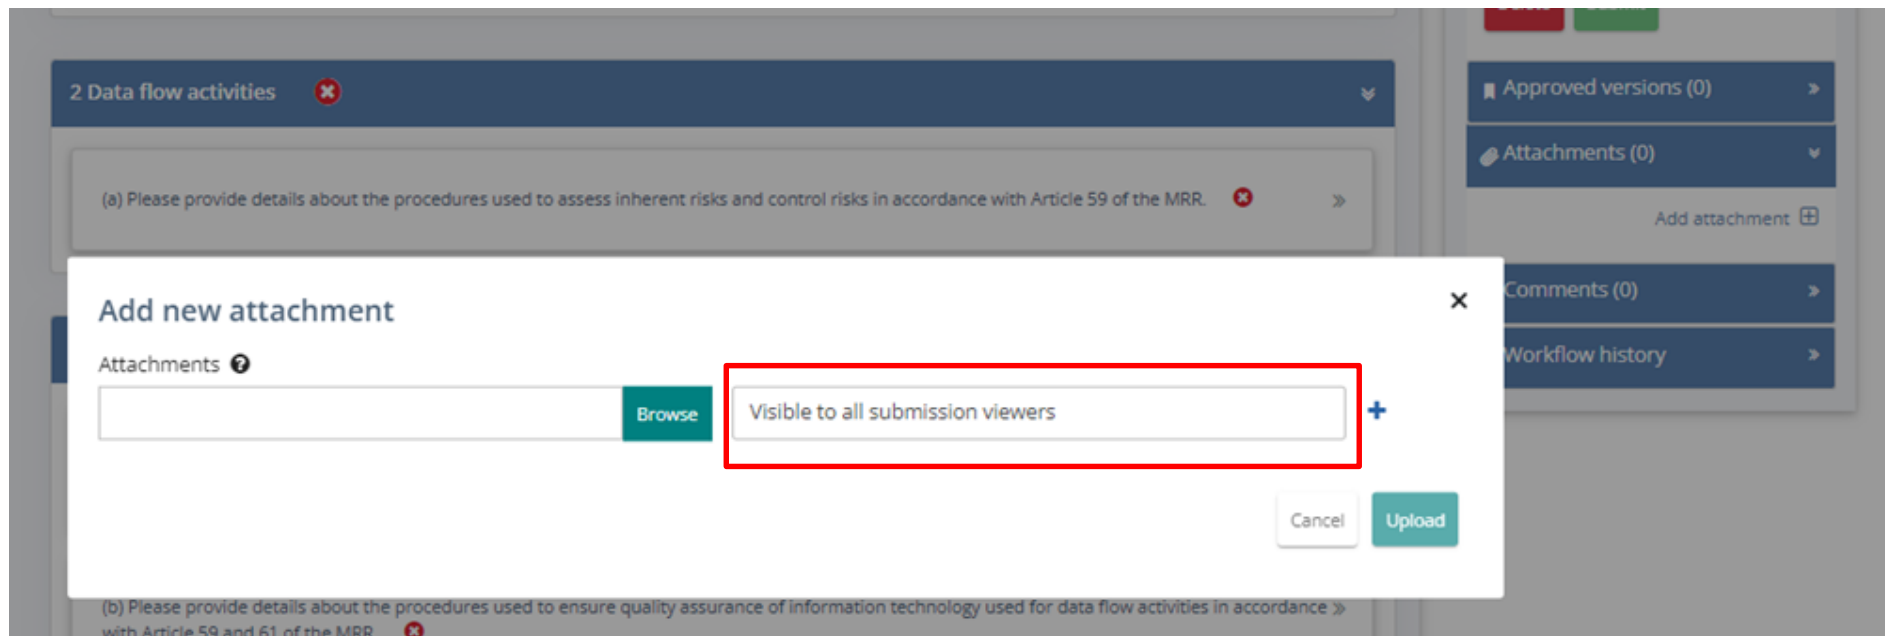 Delete Submit
2 Data flow activities
Approved versions (0)
(a) Please provide details about the procedures used to assess inherent risks and control risks in accordance with Article 59 of the MRR.
Attachments (0)
Add attachment
Add new attachment
Attachments
Browse
Visible to all submission viewers
Cancel
Upload
Comments (0)
Workflow history
(b) Please provide details about the procedures used to ensure quality assurance of information technology used for data flow activities in accordance
with Article 59 and 61 of the MRR.